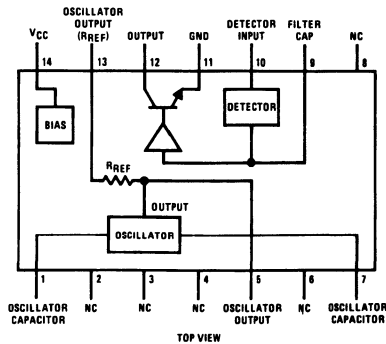 OSCILLATOR
OUTPUT
(RREF)
DETECTOR
INPUT
FILTER
CAP
VCC
OUTPUT
GND
NC
14
13
12
11
10
9
8
BIAS
DETECTOR
RREF
OUTPUT
OSCILLATOR
1
2
3
4
5
6
7
OSCILLATOR
CAPACITOR
NC
NC
NC
OSCILLATOR
OUTPUT
NC
OSCILLATOR
CAPACITOR
TOP VIEW